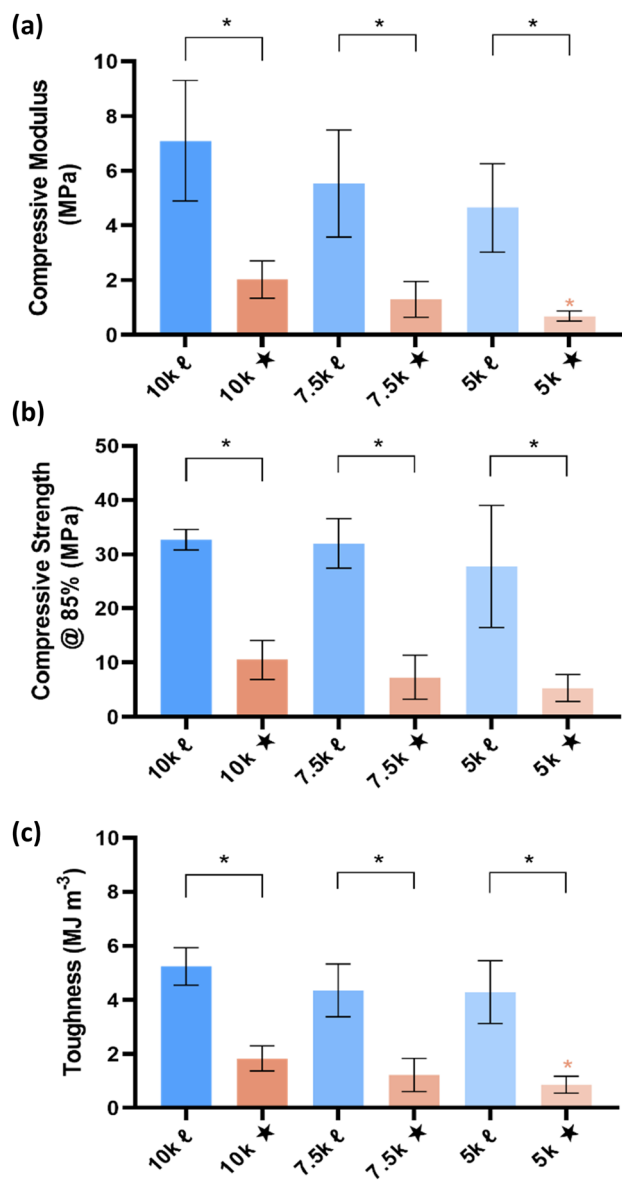 (a)
* * *
Compressive Modulus
(MPa)
10
8
6
4
2
0
*
10k ℓ 10k ★ 7.5k ℓ 7.5k ★ 5k ℓ 5k ★
(b)
* * *
Compressive Strength
@ 85% (MPa)
50
40
30
20
10
0
10k ℓ 10k ★ 7.5k ℓ 7.5k ★ 5k ℓ 5k ★
(c)
* * *
Toughness (MJ m⁻³)
10
8
6
4
2
0
*
10k ℓ 10k ★ 7.5k ℓ 7.5k ★ 5k ℓ 5k ★